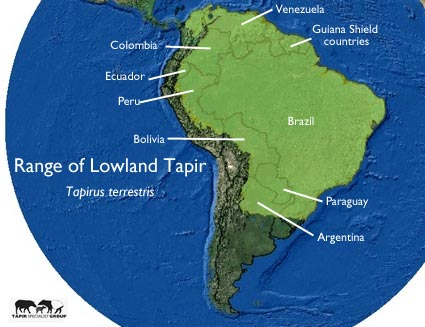 Venezuela
Guiana Shield
countries
Colombia
Ecuador
Peru
Brazil
Bolivia
Range of Lowland Tapir
Tapirus terrestris
Paraguay
Argentina
TAPIR SPECIALIST GROUP